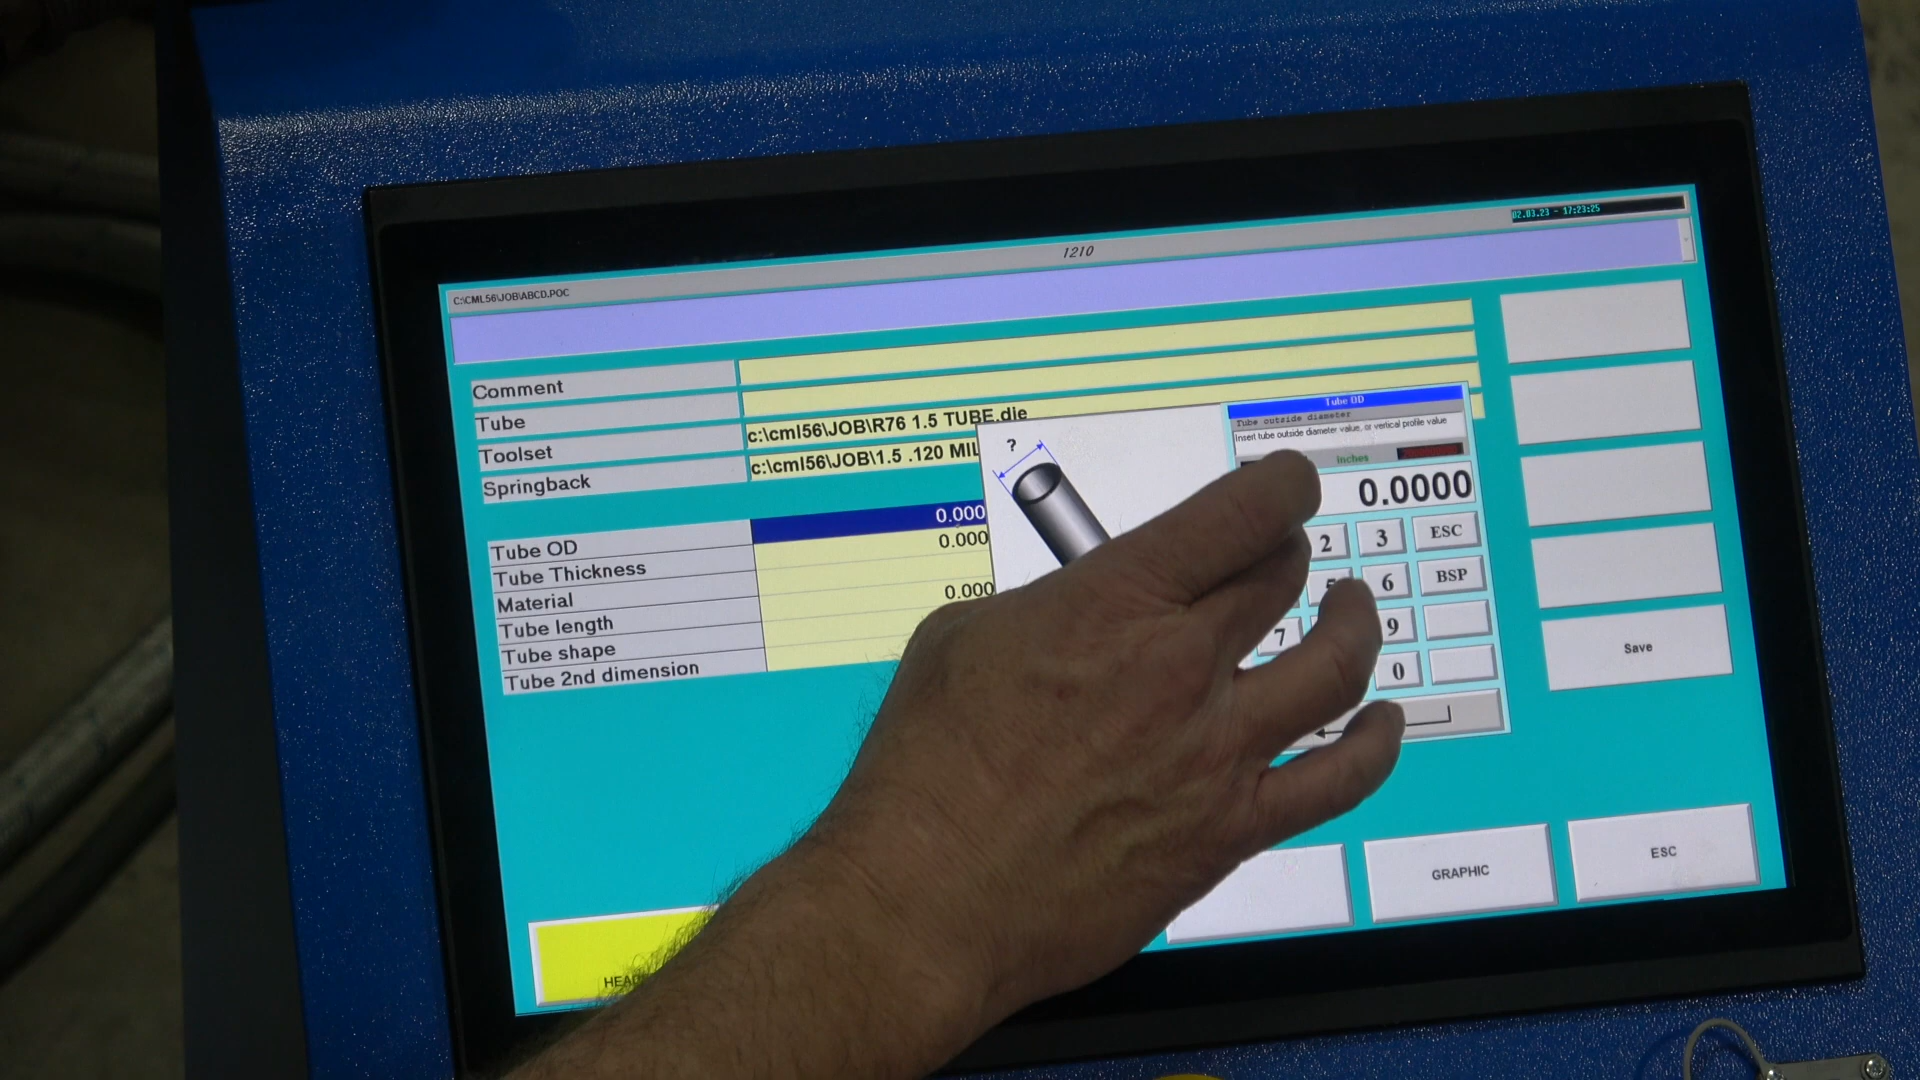 02.03.23 - 17:23:25
1210
C:\CML56\JOB\ABCD.POC
Comment
Tube
Toolset
c:\cml56\JOB\R76 1.5 TUBE.die
Springback
c:\cml56\JOB\1.5 .120 MIL
Tube OD
0.000
Tube Thickness
0.000
Material
Tube length
0.000
Tube shape
Tube 2nd dimension
?
Tube OD
Tube outside diameter
Insert tube outside diameter value, or vertical profile value
inches
0.0000
2 3 ESC
5 6 BSP
7 9
0
Save
HEAD
GRAPHIC
ESC